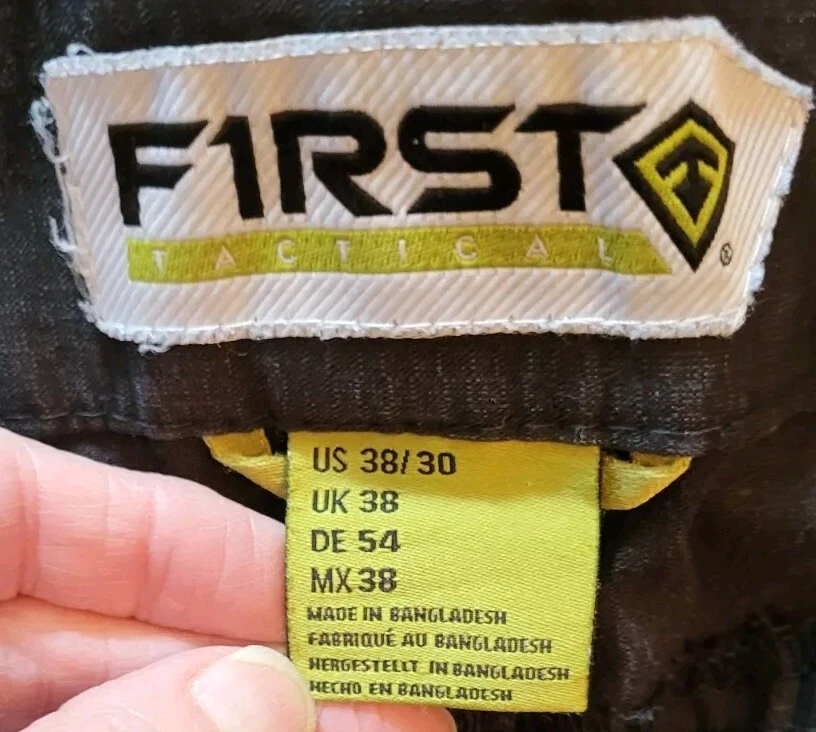 F1RST
TACTICAL
®
US 38/30
UK 38
DE 54
MX 38
MADE IN BANGLADESH
FABRIQUÉ AU BANGLADESH
HERGESTELLT IN BANGLADESH
HECHO EN BANGLADESH